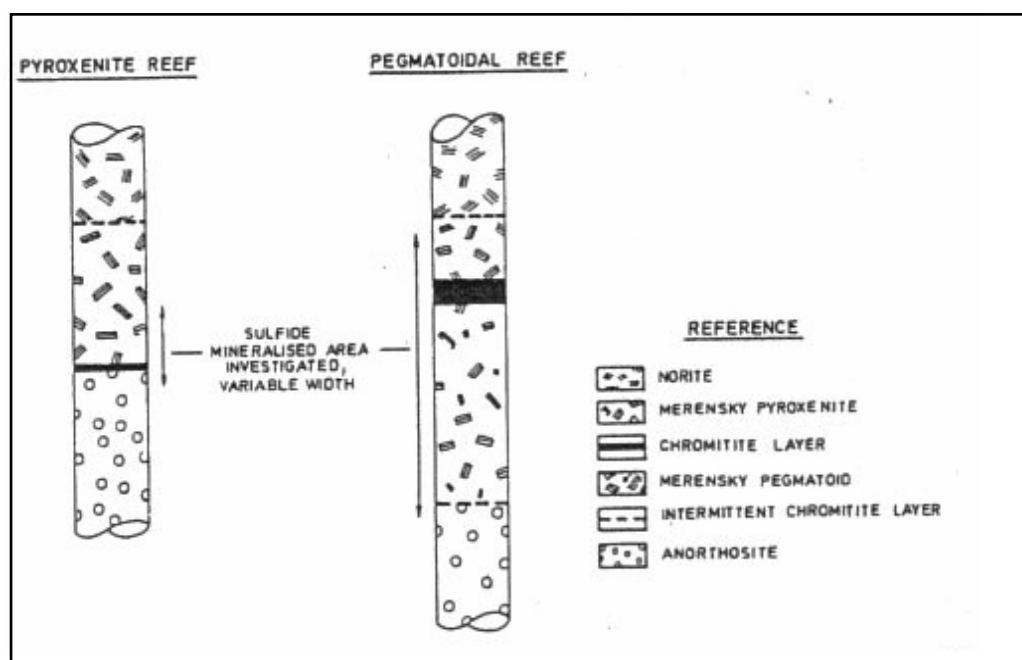 PYROXENITE REEF
PEGMATOIDAL REEF
SULFIDE
MINERALISED AREA
INVESTIGATED,
VARIABLE WIDTH
REFERENCE
NORITE
MERENSKY PYROXENITE
CHROMITITE LAYER
MERENSKY PEGMATOID
INTERMITTENT CHROMITITE LAYER
ANORTHOSITE